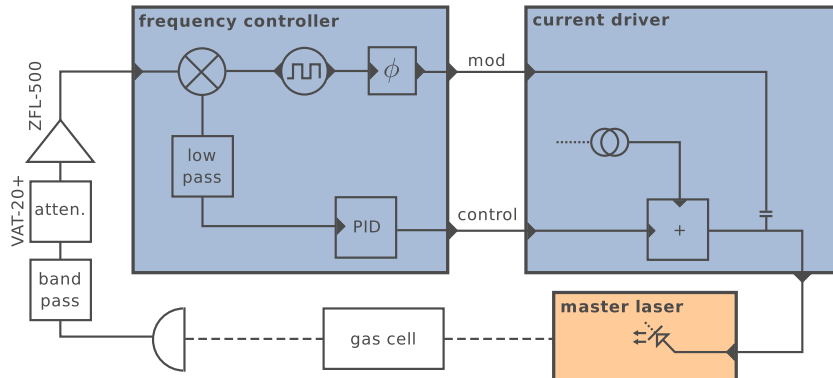 frequency controller
current driver
ZFL-500
ϕ
mod
low
pass
VAT-20+
atten.
PID
control
+
band
pass
master laser
gas cell